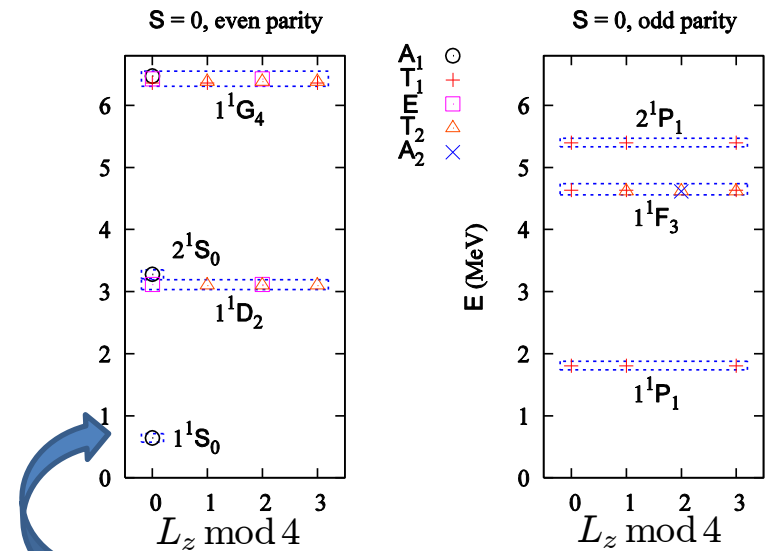 S = 0, even parity
6
5
4
3
2
1
0
1¹G₄
2¹S₀
1¹D₂
1¹S₀
0 1 2 3
L_z mod 4
A₁
T₁
E
T₂
A₂
S = 0, odd parity
E (MeV)
6
5
4
3
2
1
0
2¹P₁
1¹F₃
1¹P₁
0 1 2 3
L_z mod 4